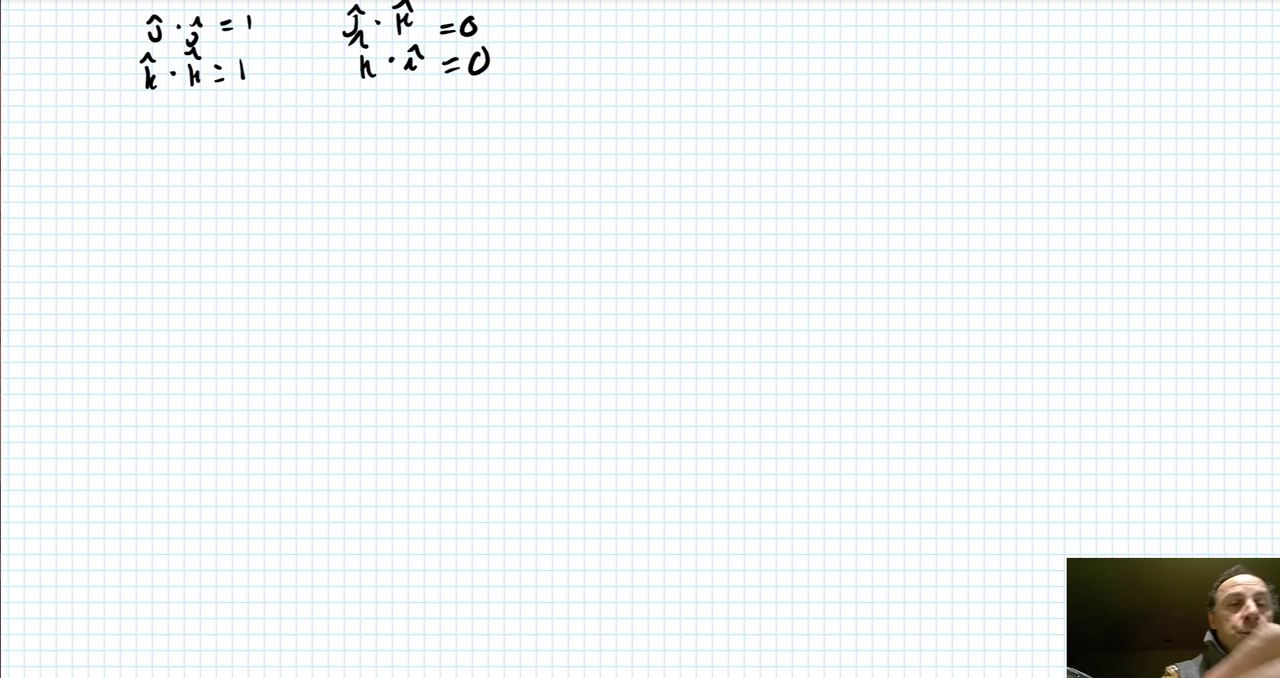 ĵ · ĵ = 1 ĵ · k̂ = 0
k̂ · k̂ = 1 k̂ · î = 0